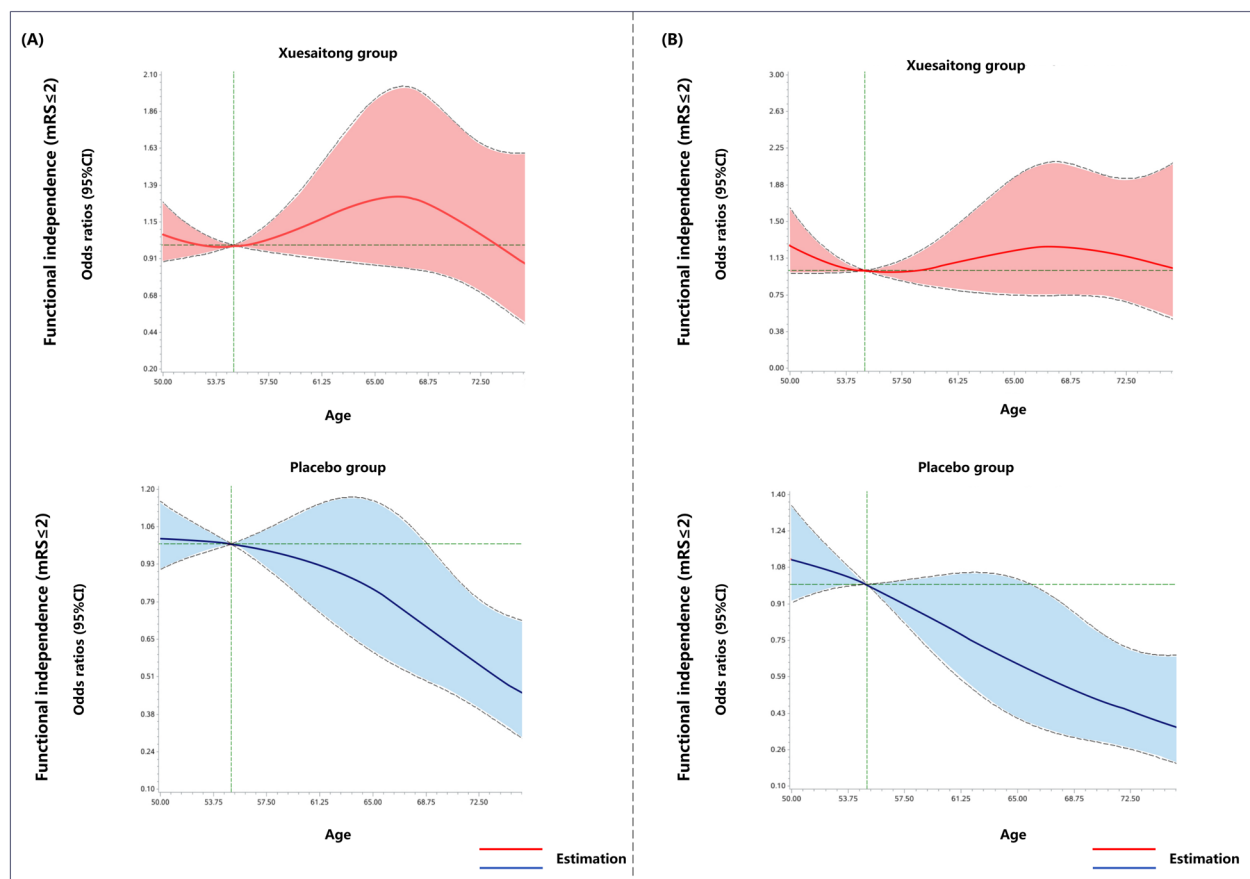 (A)
Xuesaitong group
Functional independence (mRS≤2)
Odds ratios (95%CI)
2.10
1.86
1.63
1.39
1.15
0.91
0.68
0.44
0.20
50.00 53.75 57.50 61.25 65.00 68.75 72.50
Age
Placebo group
Functional independence (mRS≤2)
Odds ratios (95%CI)
1.20
1.06
0.93
0.79
0.65
0.51
0.38
0.24
0.10
50.00 53.75 57.50 61.25 65.00 68.75 72.50
Age
Estimation
(B)
Xuesaitong group
Functional independence (mRS≤2)
Odds ratios (95%CI)
3.00
2.63
2.25
1.88
1.50
1.13
0.75
0.38
0.00
50.00 53.75 57.50 61.25 65.00 68.75 72.50
Age
Placebo group
Functional independence (mRS≤2)
Odds ratios (95%CI)
1.40
1.24
1.08
0.91
0.75
0.59
0.43
0.26
0.10
50.00 53.75 57.50 61.25 65.00 68.75 72.50
Age
Estimation